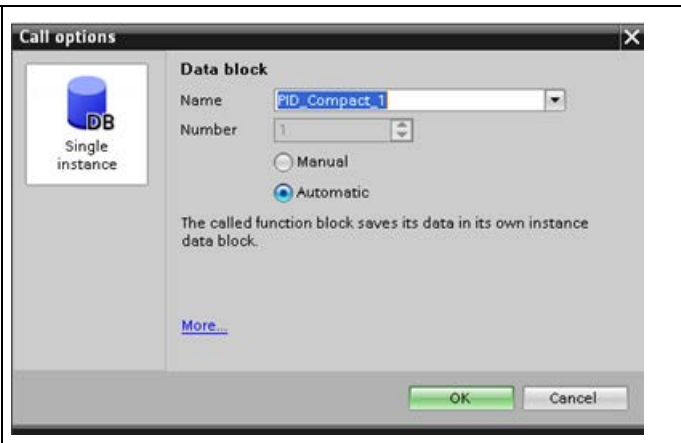 Call options
DB
Single
instance
Data block
Name PID_Compact_1
Number 1
Manual
Automatic
The called function block saves its data in its own instance
data block.
More...
OK Cancel